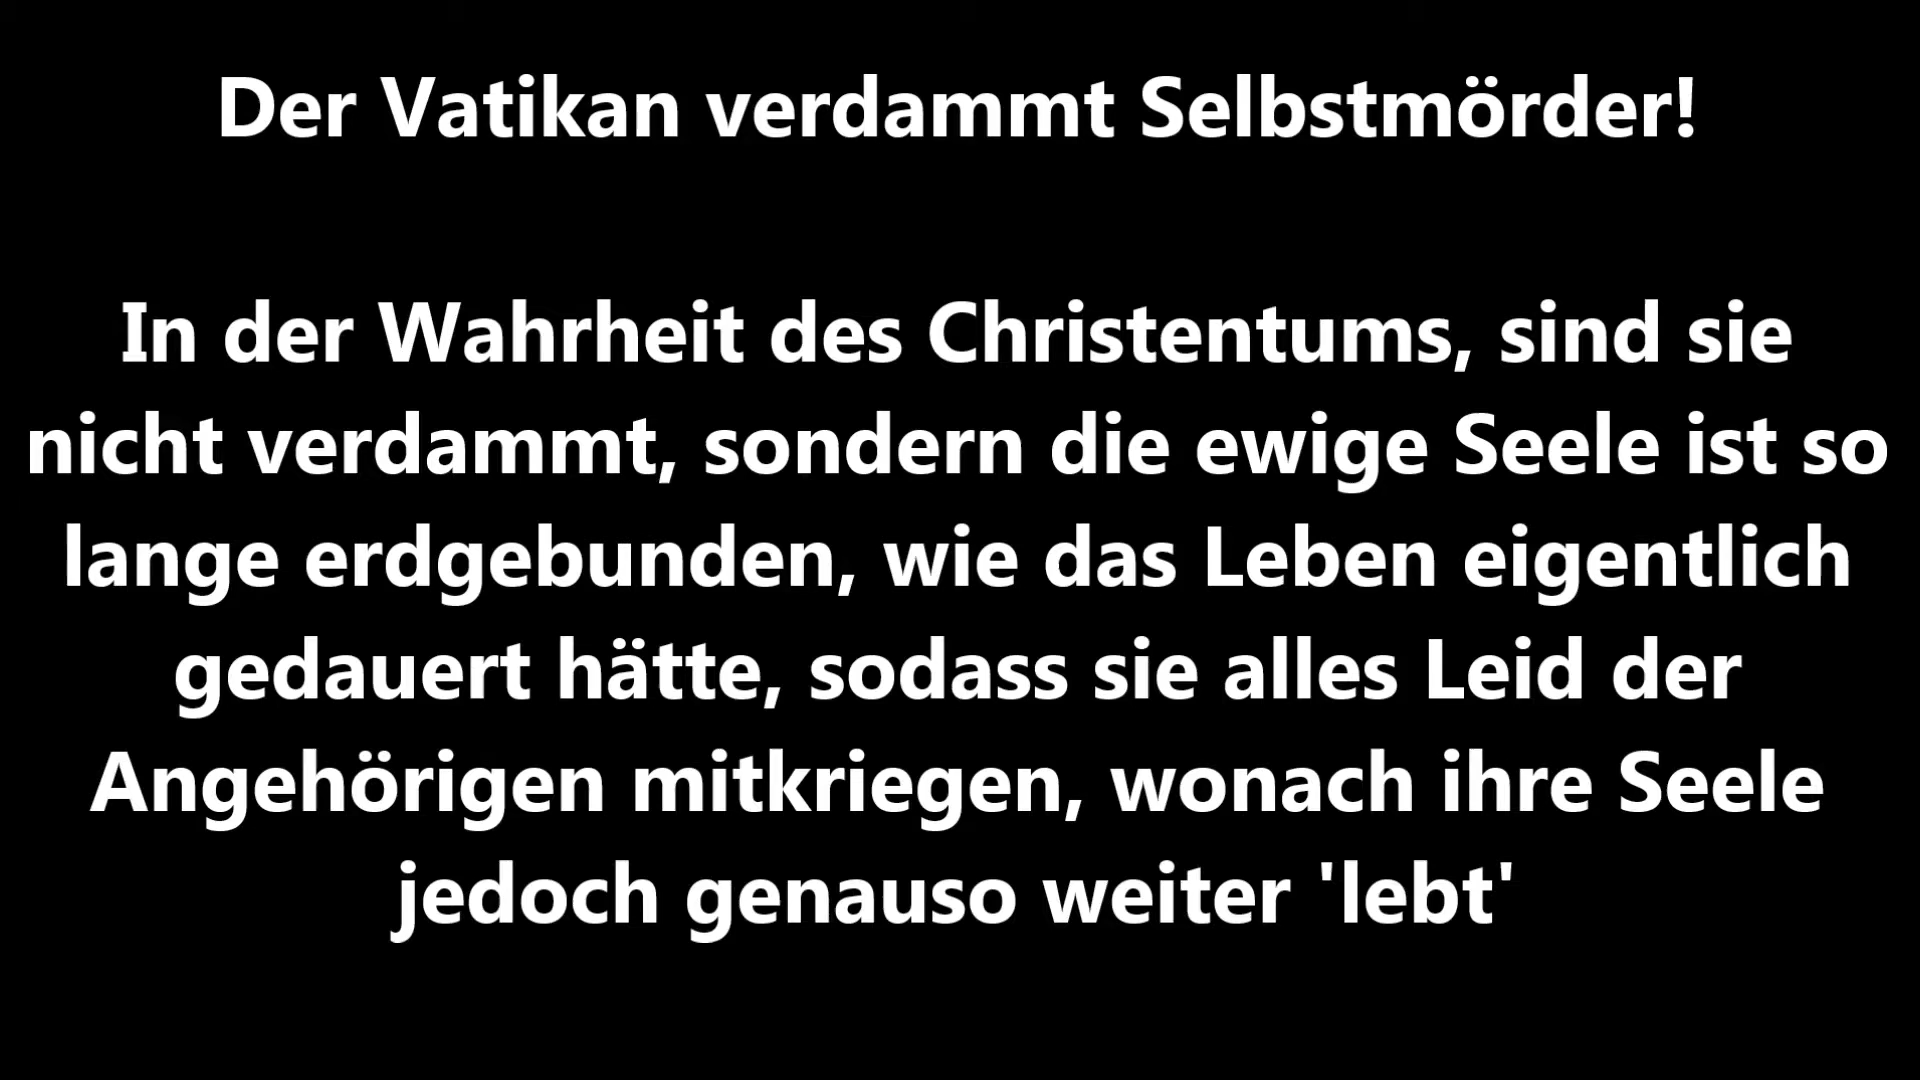 Der Vatikan verdammt Selbstmörder!
In der Wahrheit des Christentums, sind sie
nicht verdammt, sondern die ewige Seele ist so
lange erdgebunden, wie das Leben eigentlich
gedauert hätte, sodass sie alles Leid der
Angehörigen mitkriegen, wonach ihre Seele
jedoch genauso weiter 'lebt'